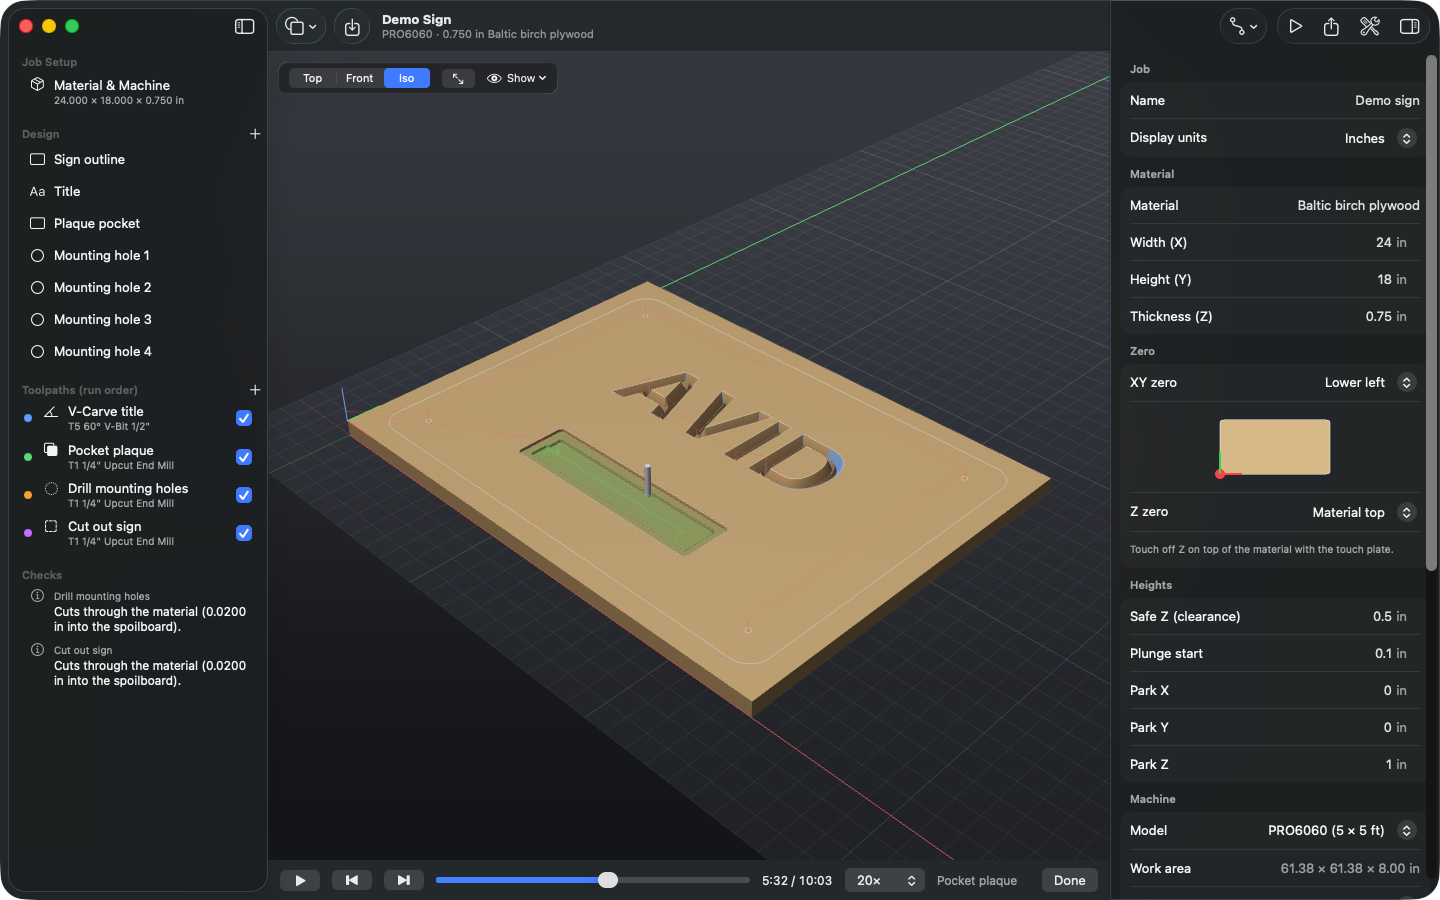 Job Setup
Material & Machine
24.000 × 18.000 × 0.750 in
Design
Sign outline
Aa Title
Plaque pocket
Mounting hole 1
Mounting hole 2
Mounting hole 3
Mounting hole 4
Toolpaths (run order)
V-Carve title
T5 60° V-Bit 1/2"
Pocket plaque
T1 1/4" Upcut End Mill
Drill mounting holes
T1 1/4" Upcut End Mill
Cut out sign
T1 1/4" Upcut End Mill
Checks
Drill mounting holes
Cuts through the material (0.0200
in into the spoilboard).
Cut out sign
Cuts through the material (0.0200
in into the spoilboard).
Demo Sign
PRO6060 · 0.750 in Baltic birch plywood
Top Front Iso Show
AVID
5:32 / 10:03 20× Pocket plaque Done
Job
Name Demo sign
Display units Inches
Material
Material Baltic birch plywood
Width (X) 24 in
Height (Y) 18 in
Thickness (Z) 0.75 in
Zero
XY zero Lower left
Z zero Material top
Touch off Z on top of the material with the touch plate.
Heights
Safe Z (clearance) 0.5 in
Plunge start 0.1 in
Park X 0 in
Park Y 0 in
Park Z 1 in
Machine
Model PRO6060 (5 × 5 ft)
Work area 61.38 × 61.38 × 8.00 in